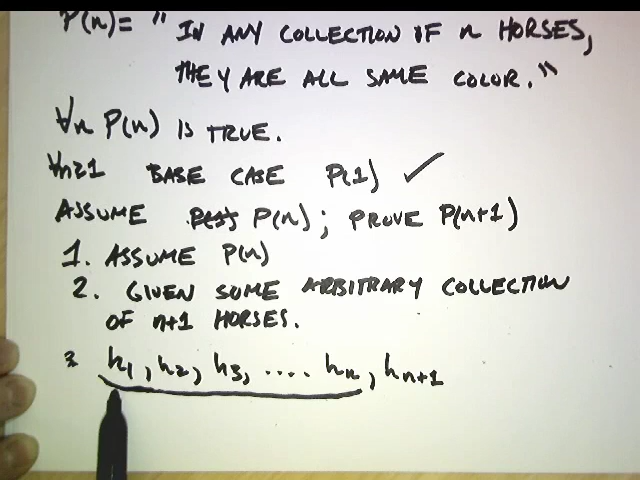 P(n) = "IN ANY COLLECTION OF n HORSES,
THEY ARE ALL SAME COLOR."
∀n P(n) IS TRUE.
∀n≥1 BASE CASE P(1) ✓
ASSUME P(n); PROVE P(n+1)
1. ASSUME P(n)
2. GIVEN SOME ARBITRARY COLLECTION
OF n+1 HORSES.
3 h₁, h₂, h₃, .... hₙ, hₙ₊₁